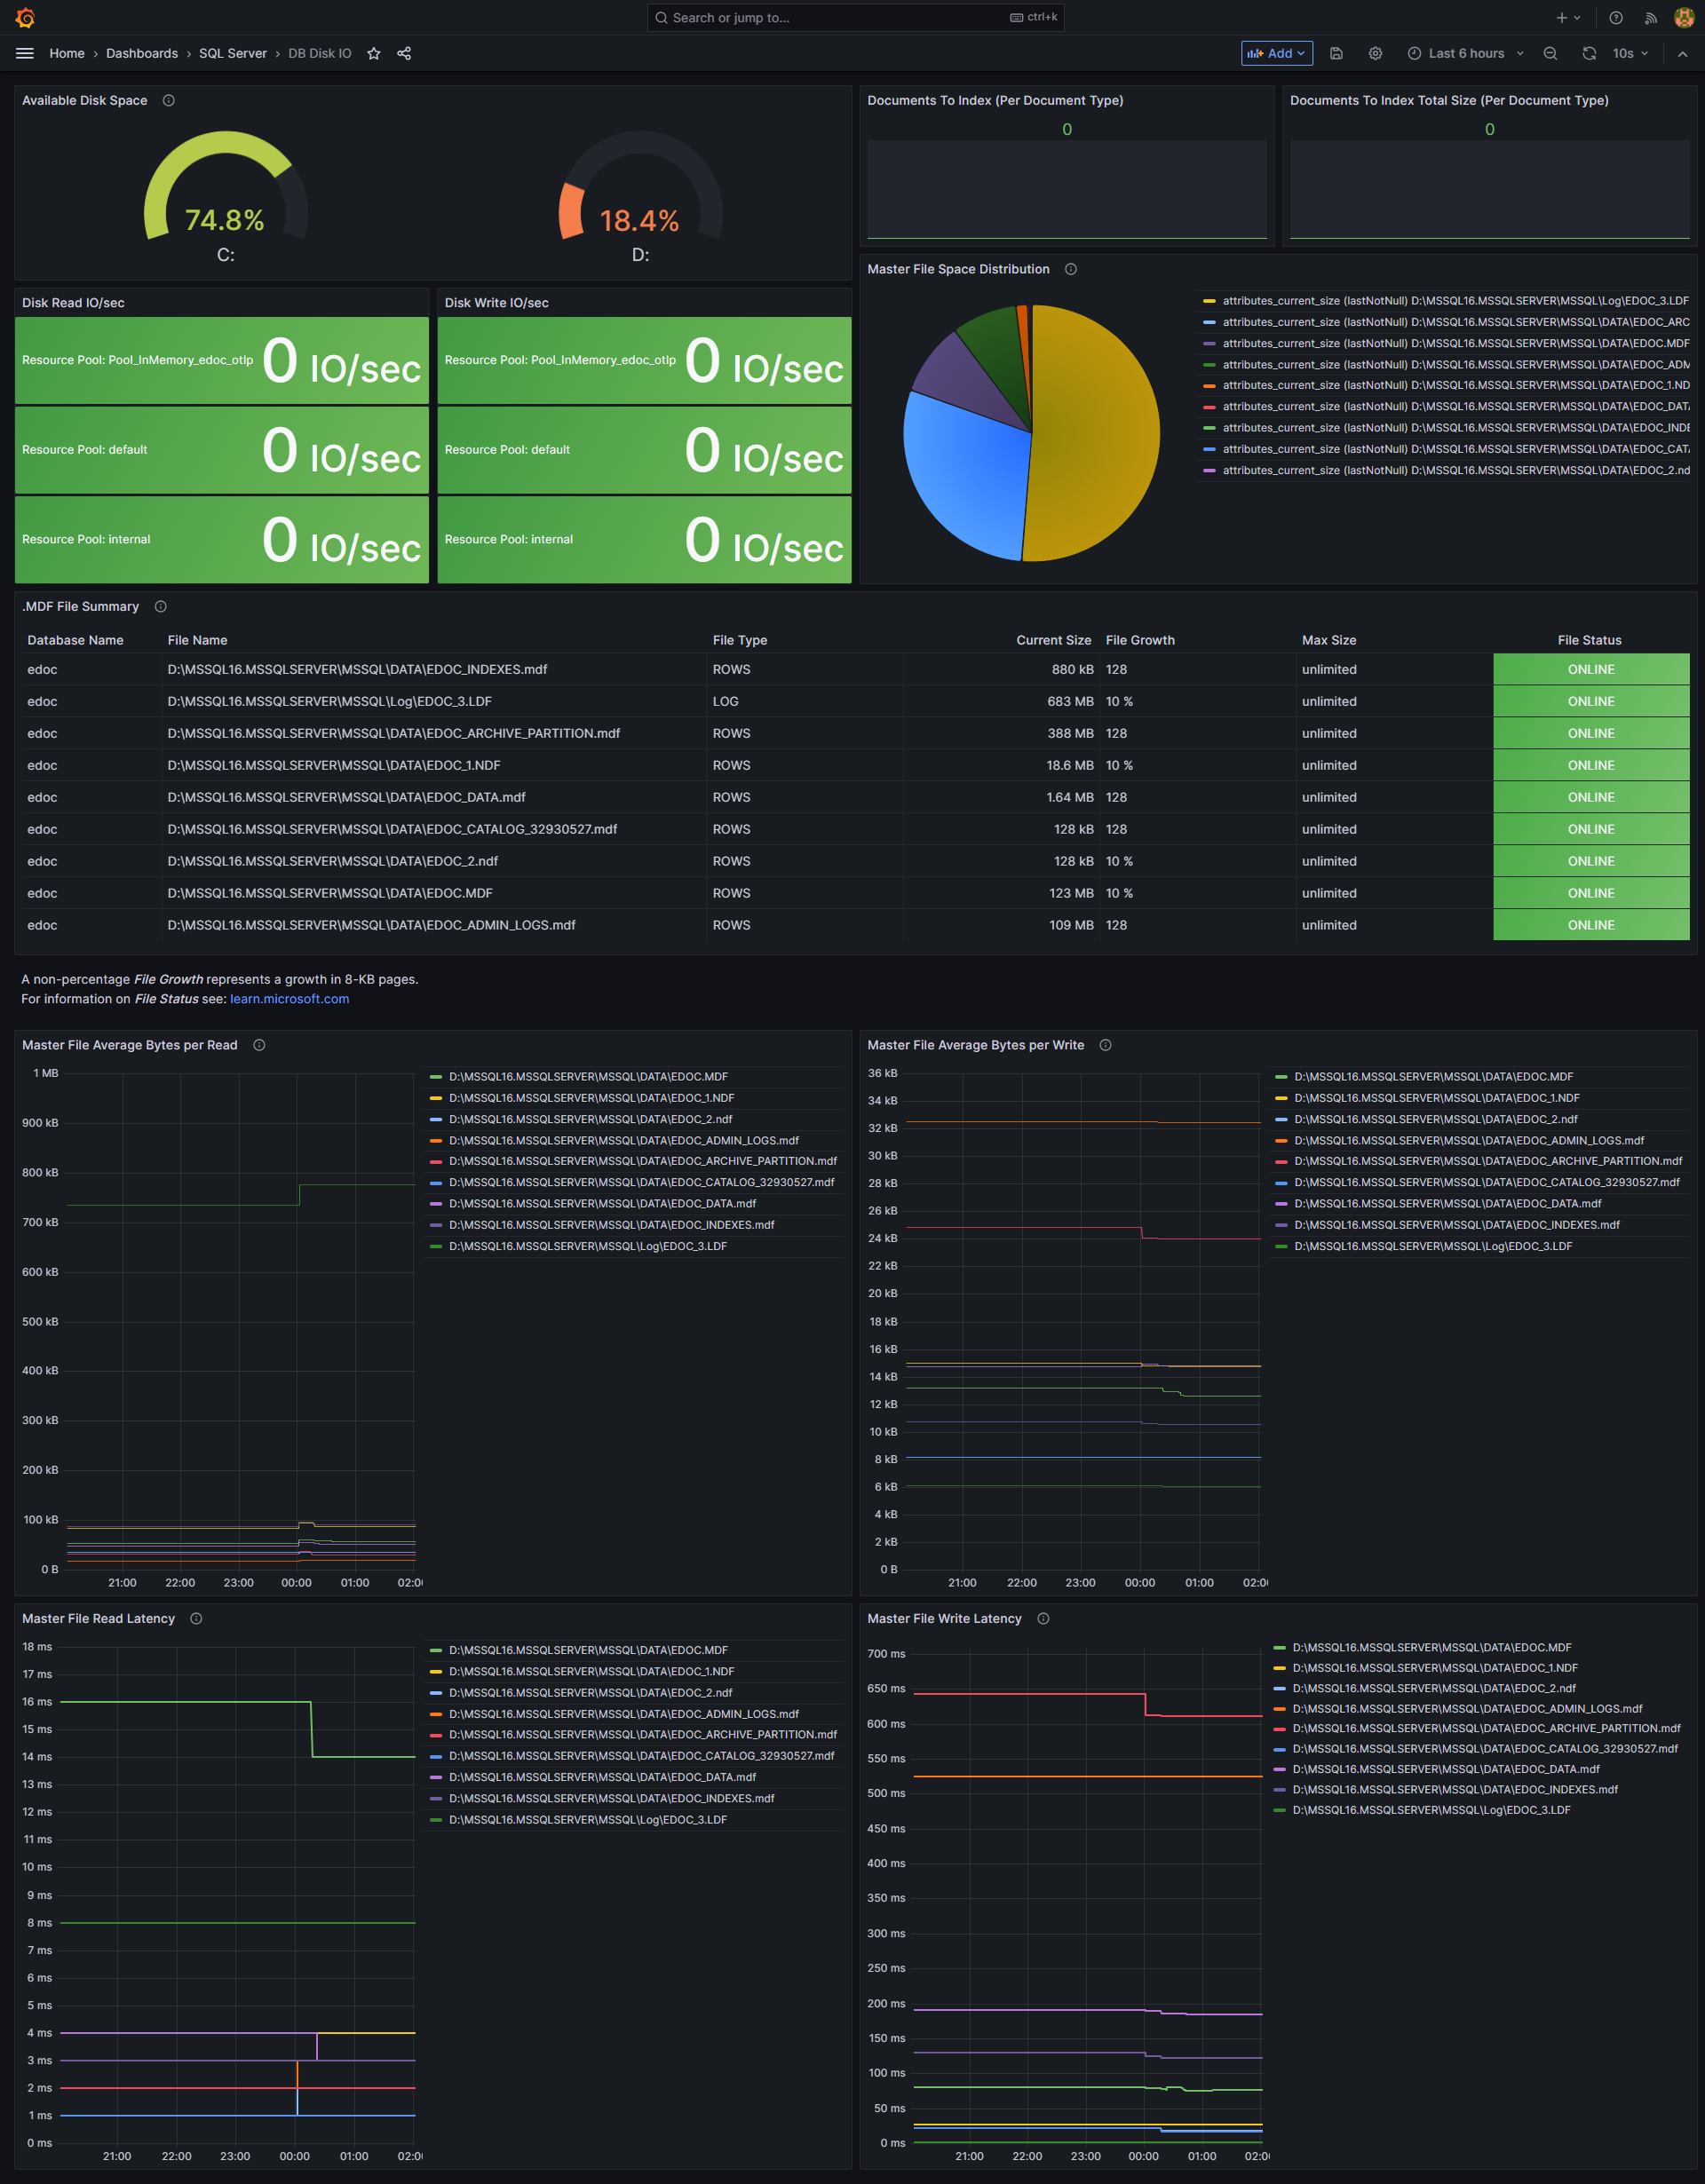 Search or jump to...
ctrl+k
Home › Dashboards › SQL Server › DB Disk IO
Add
Last 6 hours
10s
Available Disk Space
74.8%
C:
18.4%
D:
Documents To Index (Per Document Type)
0
Documents To Index Total Size (Per Document Type)
0
Disk Read IO/sec
Resource Pool: Pool_InMemory_edoc_otlp 0 IO/sec
Resource Pool: default 0 IO/sec
Resource Pool: internal 0 IO/sec
Disk Write IO/sec
Resource Pool: Pool_InMemory_edoc_otlp 0 IO/sec
Resource Pool: default 0 IO/sec
Resource Pool: internal 0 IO/sec
Master File Space Distribution
attributes_current_size (lastNotNull) D:\MSSQL16.MSSQLSERVER\MSSQL\Log\EDOC_3.LDF
attributes_current_size (lastNotNull) D:\MSSQL16.MSSQLSERVER\MSSQL\DATA\EDOC_ARC
attributes_current_size (lastNotNull) D:\MSSQL16.MSSQLSERVER\MSSQL\DATA\EDOC.MDF
attributes_current_size (lastNotNull) D:\MSSQL16.MSSQLSERVER\MSSQL\DATA\EDOC_ADM
attributes_current_size (lastNotNull) D:\MSSQL16.MSSQLSERVER\MSSQL\DATA\EDOC_1.ND
attributes_current_size (lastNotNull) D:\MSSQL16.MSSQLSERVER\MSSQL\DATA\EDOC_DAT
attributes_current_size (lastNotNull) D:\MSSQL16.MSSQLSERVER\MSSQL\DATA\EDOC_INDE
attributes_current_size (lastNotNull) D:\MSSQL16.MSSQLSERVER\MSSQL\DATA\EDOC_CAT
attributes_current_size (lastNotNull) D:\MSSQL16.MSSQLSERVER\MSSQL\DATA\EDOC_2.nd
.MDF File Summary
Database Name File Name File Type Current Size File Growth Max Size File Status
edoc D:\MSSQL16.MSSQLSERVER\MSSQL\DATA\EDOC_INDEXES.mdf ROWS 880 kB 128 unlimited ONLINE
edoc D:\MSSQL16.MSSQLSERVER\MSSQL\Log\EDOC_3.LDF LOG 683 MB 10 % unlimited ONLINE
edoc D:\MSSQL16.MSSQLSERVER\MSSQL\DATA\EDOC_ARCHIVE_PARTITION.mdf ROWS 388 MB 128 unlimited ONLINE
edoc D:\MSSQL16.MSSQLSERVER\MSSQL\DATA\EDOC_1.NDF ROWS 18.6 MB 10 % unlimited ONLINE
edoc D:\MSSQL16.MSSQLSERVER\MSSQL\DATA\EDOC_DATA.mdf ROWS 1.64 MB 128 unlimited ONLINE
edoc D:\MSSQL16.MSSQLSERVER\MSSQL\DATA\EDOC_CATALOG_32930527.mdf ROWS 128 kB 128 unlimited ONLINE
edoc D:\MSSQL16.MSSQLSERVER\MSSQL\DATA\EDOC_2.ndf ROWS 128 kB 10 % unlimited ONLINE
edoc D:\MSSQL16.MSSQLSERVER\MSSQL\DATA\EDOC.MDF ROWS 123 MB 10 % unlimited ONLINE
edoc D:\MSSQL16.MSSQLSERVER\MSSQL\DATA\EDOC_ADMIN_LOGS.mdf ROWS 109 MB 128 unlimited ONLINE
A non-percentage File Growth represents a growth in 8-KB pages.
For information on File Status see: learn.microsoft.com
Master File Average Bytes per Read
1 MB
900 kB
800 kB
700 kB
600 kB
500 kB
400 kB
300 kB
200 kB
100 kB
0 B
21:00 22:00 23:00 00:00 01:00 02:0
D:\MSSQL16.MSSQLSERVER\MSSQL\DATA\EDOC.MDF
D:\MSSQL16.MSSQLSERVER\MSSQL\DATA\EDOC_1.NDF
D:\MSSQL16.MSSQLSERVER\MSSQL\DATA\EDOC_2.ndf
D:\MSSQL16.MSSQLSERVER\MSSQL\DATA\EDOC_ADMIN_LOGS.mdf
D:\MSSQL16.MSSQLSERVER\MSSQL\DATA\EDOC_ARCHIVE_PARTITION.mdf
D:\MSSQL16.MSSQLSERVER\MSSQL\DATA\EDOC_CATALOG_32930527.mdf
D:\MSSQL16.MSSQLSERVER\MSSQL\DATA\EDOC_DATA.mdf
D:\MSSQL16.MSSQLSERVER\MSSQL\DATA\EDOC_INDEXES.mdf
D:\MSSQL16.MSSQLSERVER\MSSQL\Log\EDOC_3.LDF
Master File Average Bytes per Write
36 kB
34 kB
32 kB
30 kB
28 kB
26 kB
24 kB
22 kB
20 kB
18 kB
16 kB
14 kB
12 kB
10 kB
8 kB
6 kB
4 kB
2 kB
0 B
21:00 22:00 23:00 00:00 01:00 02:0
D:\MSSQL16.MSSQLSERVER\MSSQL\DATA\EDOC.MDF
D:\MSSQL16.MSSQLSERVER\MSSQL\DATA\EDOC_1.NDF
D:\MSSQL16.MSSQLSERVER\MSSQL\DATA\EDOC_2.ndf
D:\MSSQL16.MSSQLSERVER\MSSQL\DATA\EDOC_ADMIN_LOGS.mdf
D:\MSSQL16.MSSQLSERVER\MSSQL\DATA\EDOC_ARCHIVE_PARTITION.mdf
D:\MSSQL16.MSSQLSERVER\MSSQL\DATA\EDOC_CATALOG_32930527.mdf
D:\MSSQL16.MSSQLSERVER\MSSQL\DATA\EDOC_DATA.mdf
D:\MSSQL16.MSSQLSERVER\MSSQL\DATA\EDOC_INDEXES.mdf
D:\MSSQL16.MSSQLSERVER\MSSQL\Log\EDOC_3.LDF
Master File Read Latency
18 ms
17 ms
16 ms
15 ms
14 ms
13 ms
12 ms
11 ms
10 ms
9 ms
8 ms
7 ms
6 ms
5 ms
4 ms
3 ms
2 ms
1 ms
0 ms
21:00 22:00 23:00 00:00 01:00 02:0
D:\MSSQL16.MSSQLSERVER\MSSQL\DATA\EDOC.MDF
D:\MSSQL16.MSSQLSERVER\MSSQL\DATA\EDOC_1.NDF
D:\MSSQL16.MSSQLSERVER\MSSQL\DATA\EDOC_2.ndf
D:\MSSQL16.MSSQLSERVER\MSSQL\DATA\EDOC_ADMIN_LOGS.mdf
D:\MSSQL16.MSSQLSERVER\MSSQL\DATA\EDOC_ARCHIVE_PARTITION.mdf
D:\MSSQL16.MSSQLSERVER\MSSQL\DATA\EDOC_CATALOG_32930527.mdf
D:\MSSQL16.MSSQLSERVER\MSSQL\DATA\EDOC_DATA.mdf
D:\MSSQL16.MSSQLSERVER\MSSQL\DATA\EDOC_INDEXES.mdf
D:\MSSQL16.MSSQLSERVER\MSSQL\Log\EDOC_3.LDF
Master File Write Latency
700 ms
650 ms
600 ms
550 ms
500 ms
450 ms
400 ms
350 ms
300 ms
250 ms
200 ms
150 ms
100 ms
50 ms
0 ms
21:00 22:00 23:00 00:00 01:00 02:0
D:\MSSQL16.MSSQLSERVER\MSSQL\DATA\EDOC.MDF
D:\MSSQL16.MSSQLSERVER\MSSQL\DATA\EDOC_1.NDF
D:\MSSQL16.MSSQLSERVER\MSSQL\DATA\EDOC_2.ndf
D:\MSSQL16.MSSQLSERVER\MSSQL\DATA\EDOC_ADMIN_LOGS.mdf
D:\MSSQL16.MSSQLSERVER\MSSQL\DATA\EDOC_ARCHIVE_PARTITION.mdf
D:\MSSQL16.MSSQLSERVER\MSSQL\DATA\EDOC_CATALOG_32930527.mdf
D:\MSSQL16.MSSQLSERVER\MSSQL\DATA\EDOC_DATA.mdf
D:\MSSQL16.MSSQLSERVER\MSSQL\DATA\EDOC_INDEXES.mdf
D:\MSSQL16.MSSQLSERVER\MSSQL\Log\EDOC_3.LDF